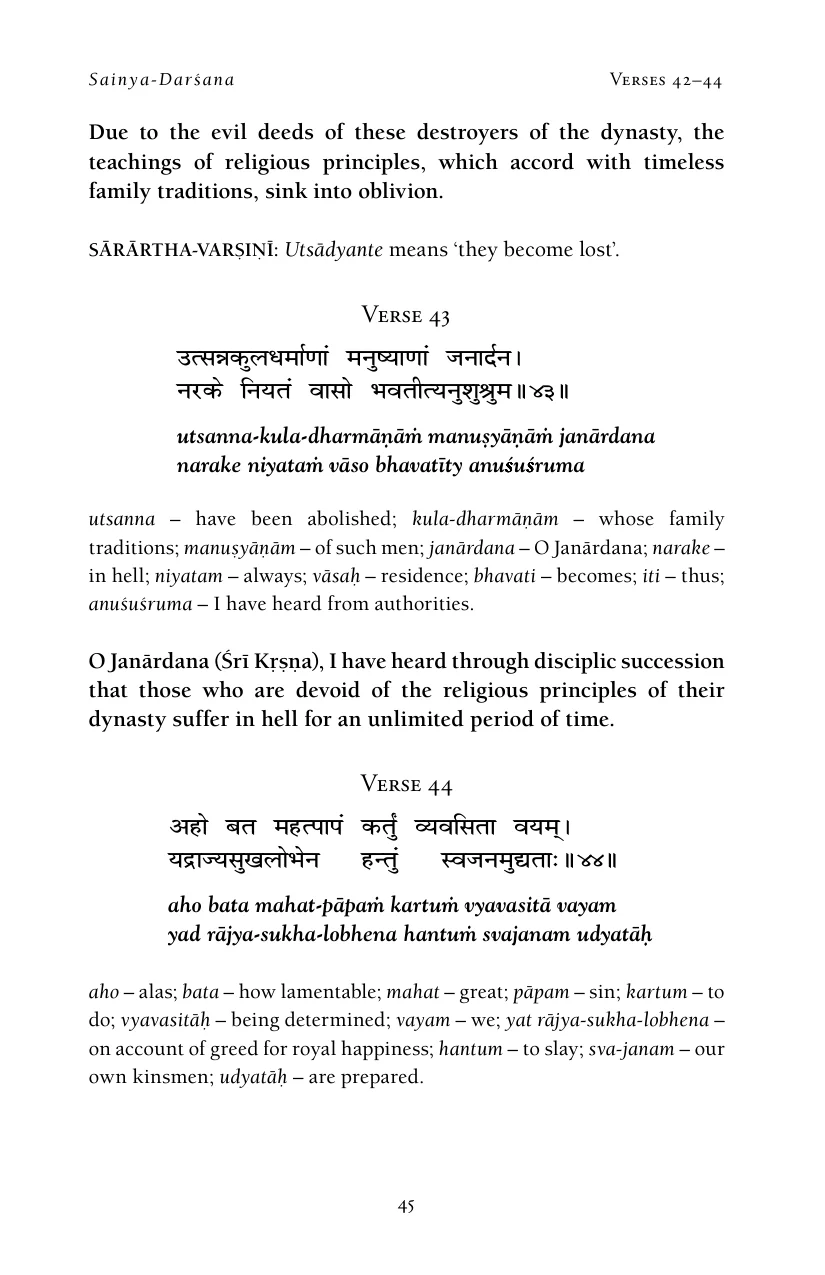 Sainya-Darśana VERSES 42–44
Due to the evil deeds of these destroyers of the dynasty, the
teachings of religious principles, which accord with timeless
family traditions, sink into oblivion.
SĀRĀRTHA-VARṢIṆĪ: Utsādyante means ‘they become lost’.
VERSE 43
उत्सन्नकुलधर्माणां मनुष्याणां जनार्दन।
नरके नियतं वासो भवतीत्यनुशुश्रुम॥४३॥
utsanna-kula-dharmāṇāṁ manuṣyāṇāṁ janārdana
narake niyataṁ vāso bhavatīty anuśuśruma
utsanna – have been abolished; kula-dharmāṇām – whose family
traditions; manuṣyāṇām – of such men; janārdana – O Janārdana; narake –
in hell; niyatam – always; vāsaḥ – residence; bhavati – becomes; iti – thus;
anuśuśruma – I have heard from authorities.
O Janārdana (Śrī Kṛṣṇa), I have heard through disciplic succession
that those who are devoid of the religious principles of their
dynasty suffer in hell for an unlimited period of time.
VERSE 44
अहो बत महत्पापं कर्तुं व्यवसिता वयम्।
यद्राज्यसुखलोभेन हन्तुं स्वजनमुद्यताः॥४४॥
aho bata mahat-pāpaṁ kartuṁ vyavasitā vayam
yad rājya-sukha-lobhena hantuṁ svajanam udyatāḥ
aho – alas; bata – how lamentable; mahat – great; pāpam – sin; kartum – to
do; vyavasitāḥ – being determined; vayam – we; yat rājya-sukha-lobhena –
on account of greed for royal happiness; hantum – to slay; sva-janam – our
own kinsmen; udyatāḥ – are prepared.
45